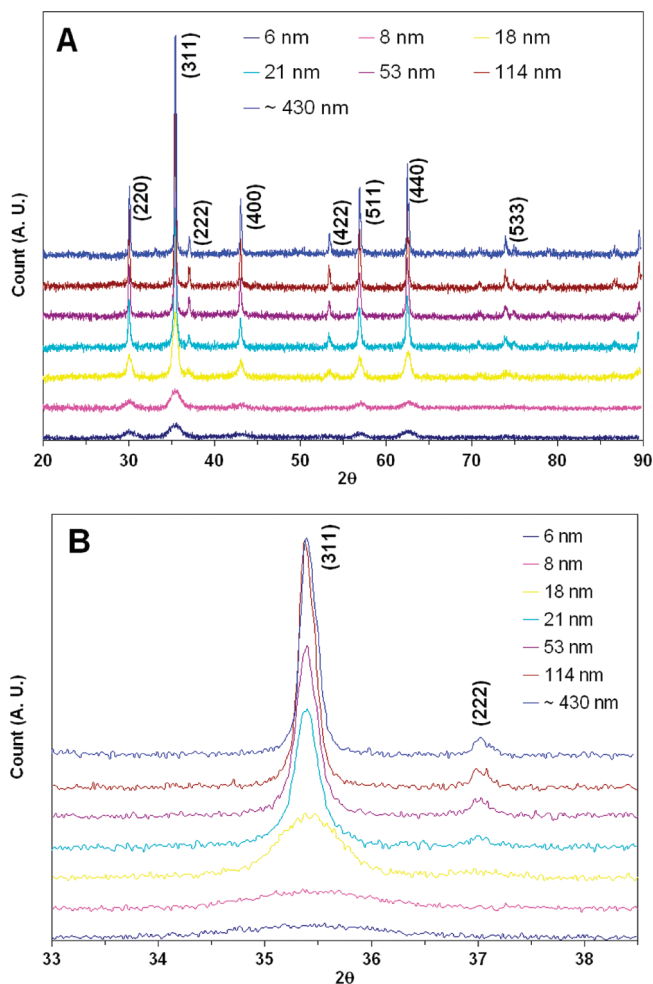 A
6 nm
8 nm
18 nm
21 nm
53 nm
114 nm
~ 430 nm
(311)
(220)
(222)
(400)
(422)
(511)
(440)
(533)
Count (A. U.)
20 30 40 50 60 70 80 90
2θ
B
6 nm
8 nm
18 nm
21 nm
53 nm
114 nm
~ 430 nm
(311)
(222)
Count (A. U.)
33 34 35 36 37 38
2θ